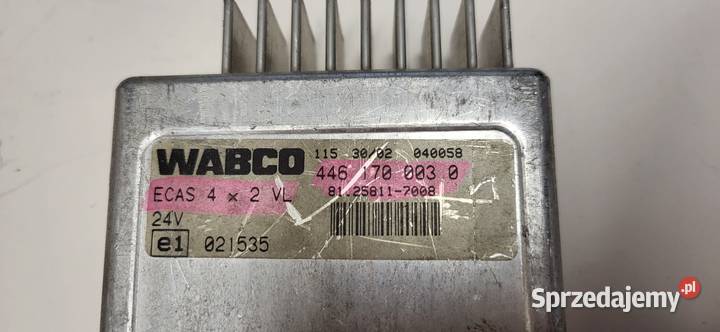 WABCO 115 30/02 040058
446 170 003 0
ECAS 4 x 2 VL 81.25811-7008
24V
e1 021535
Sprzedajemy.pl